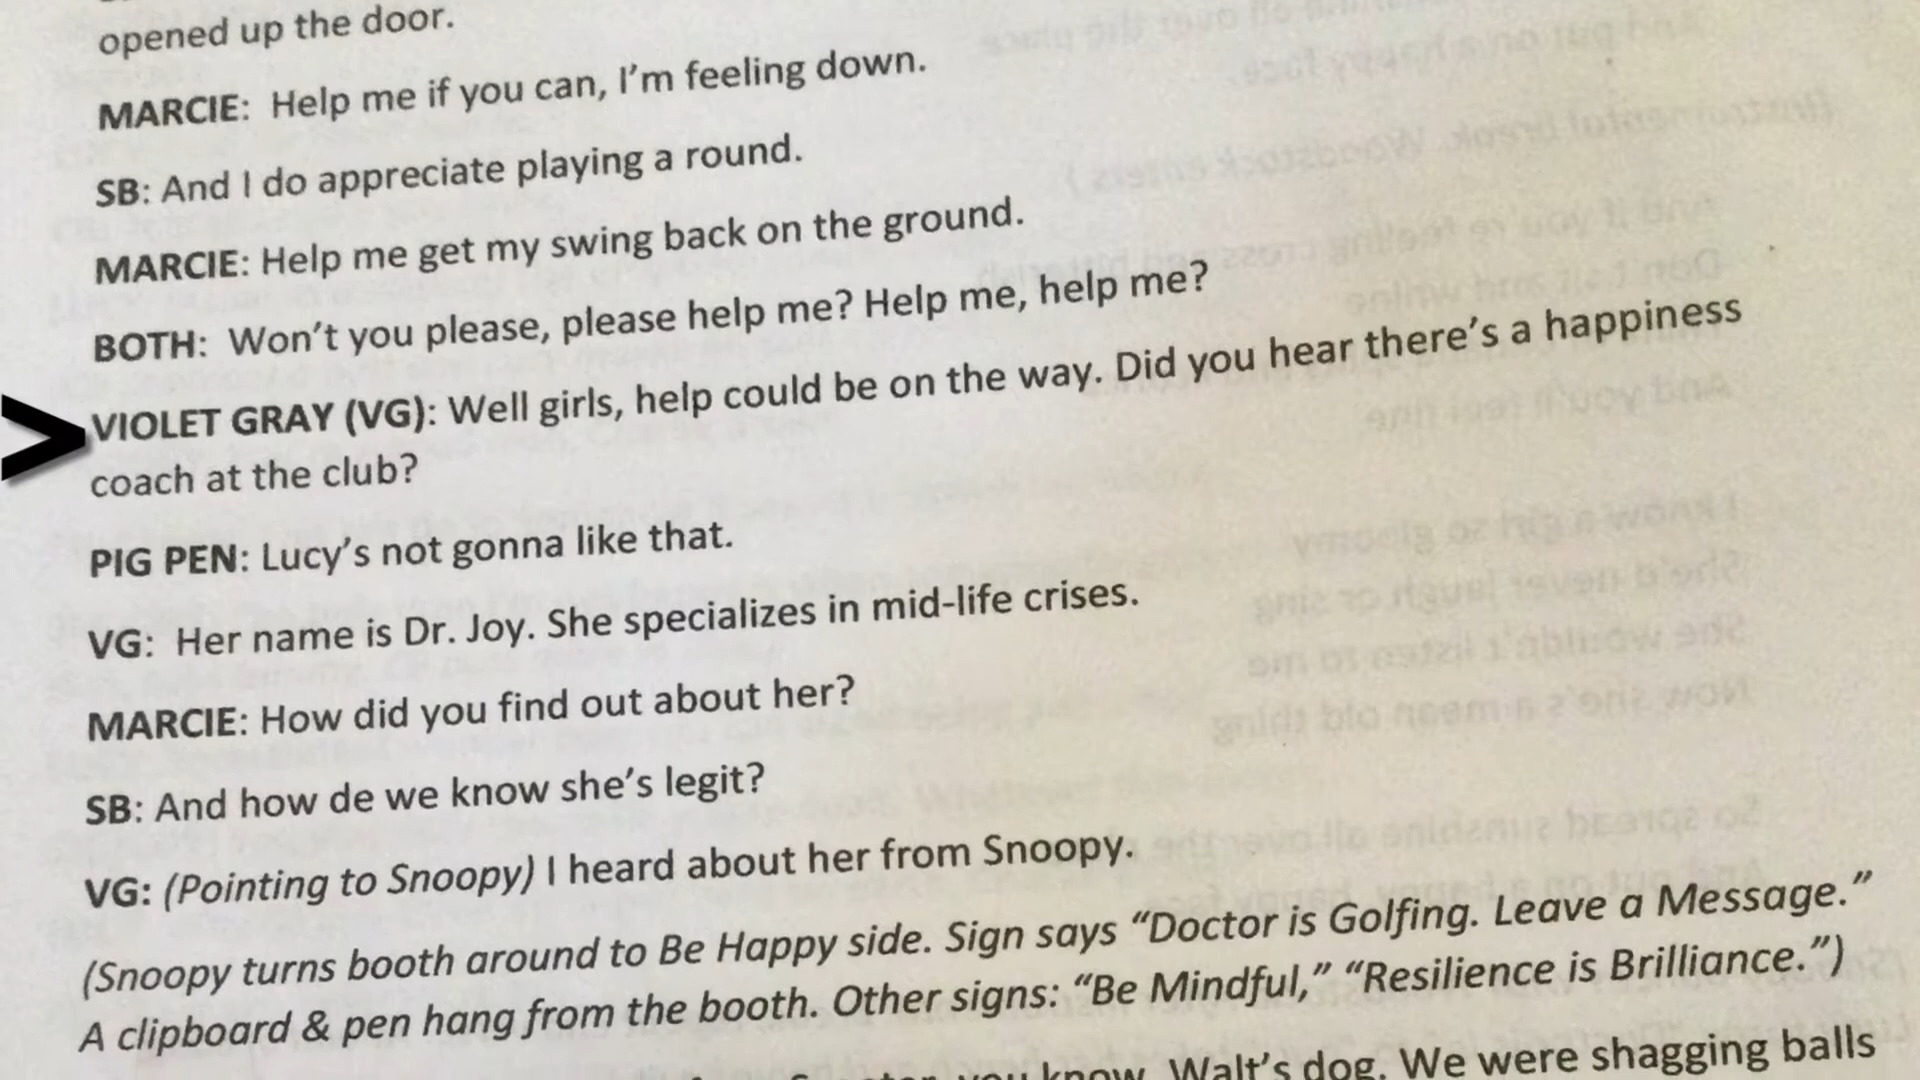 opened up the door.
MARCIE: Help me if you can, I'm feeling down.
SB: And I do appreciate playing a round.
MARCIE: Help me get my swing back on the ground.
BOTH: Won't you please, please help me? Help me, help me?
> VIOLET GRAY (VG): Well girls, help could be on the way. Did you hear there's a happiness
coach at the club?
PIG PEN: Lucy's not gonna like that.
VG: Her name is Dr. Joy. She specializes in mid-life crises.
MARCIE: How did you find out about her?
SB: And how de we know she's legit?
VG: (Pointing to Snoopy) I heard about her from Snoopy.
(Snoopy turns booth around to Be Happy side. Sign says “Doctor is Golfing. Leave a Message.”
A clipboard & pen hang from the booth. Other signs: “Be Mindful,” “Resilience is Brilliance.”)
you know, Walt's dog. We were shagging balls